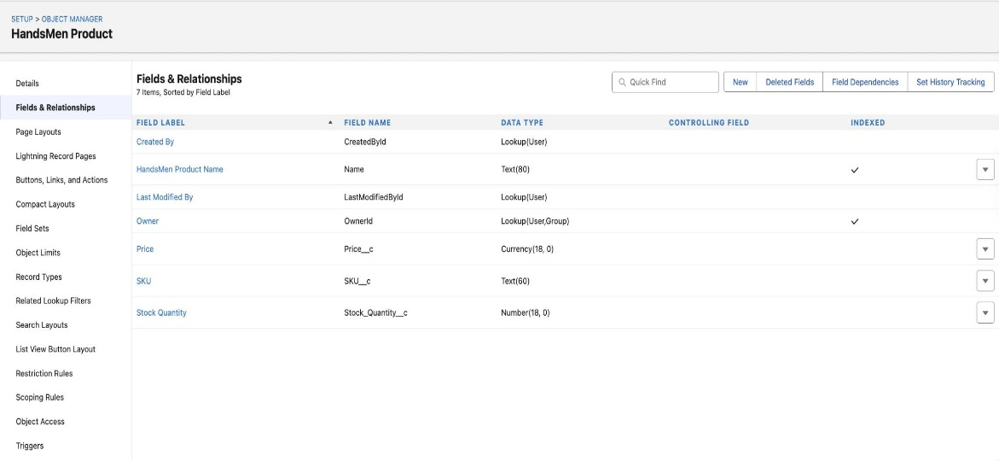 SETUP > OBJECT MANAGER
HandsMen Product
Details
Fields & Relationships
Page Layouts
Lightning Record Pages
Buttons, Links, and Actions
Compact Layouts
Field Sets
Object Limits
Record Types
Related Lookup Filters
Search Layouts
List View Button Layout
Restriction Rules
Scoping Rules
Object Access
Triggers
Fields & Relationships
7 Items, Sorted by Field Label
Quick Find
New Deleted Fields Field Dependencies Set History Tracking
FIELD LABEL FIELD NAME DATA TYPE CONTROLLING FIELD INDEXED
Created By CreatedById Lookup(User)
HandsMen Product Name Name Text(80)
Last Modified By LastModifiedById Lookup(User)
Owner OwnerId Lookup(User,Group)
Price Price__c Currency(18, 0)
SKU SKU__c Text(60)
Stock Quantity Stock_Quantity__c Number(18, 0)